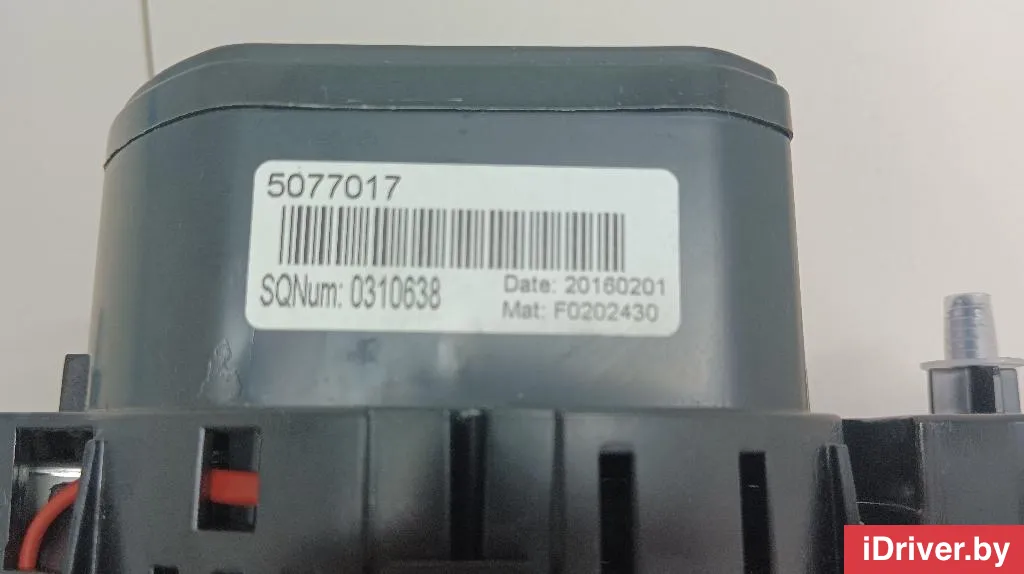 5077017
SQNum: 0310638
Date: 20160201
Mat: F0202430
iDriver.by